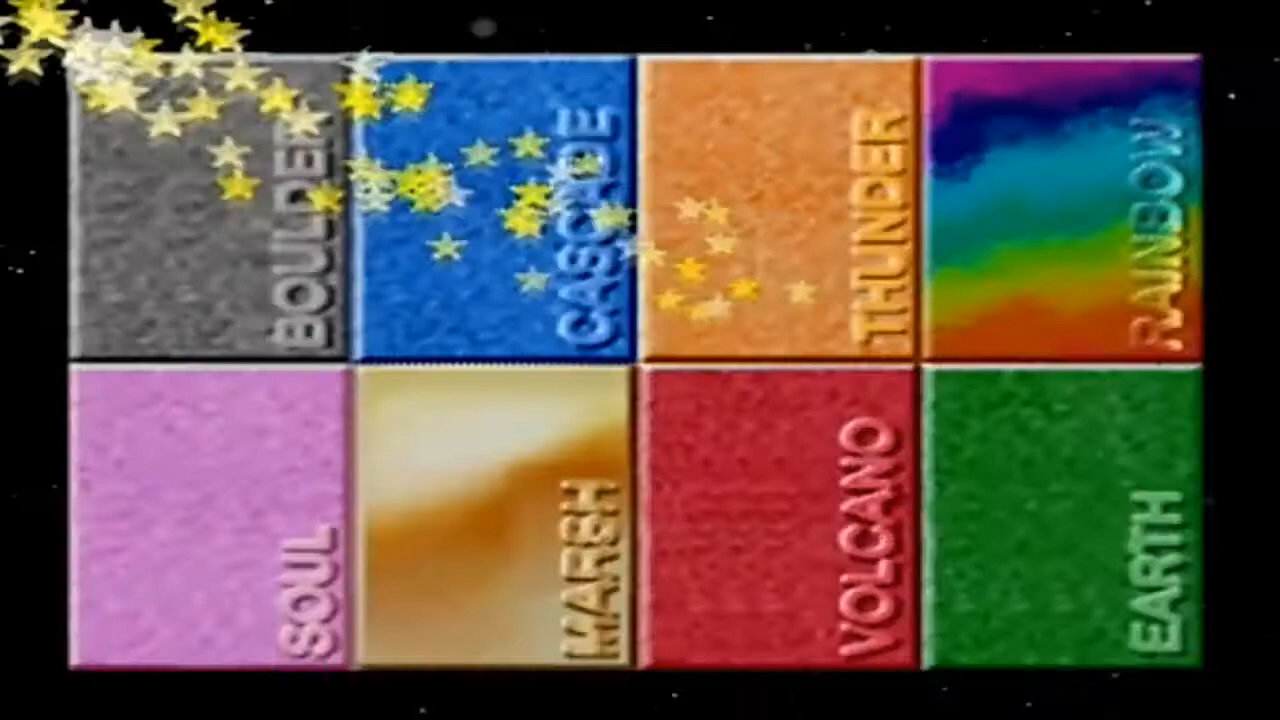 BOULDER
CASCADE
THUNDER
RAINBOW
SOUL
MARSH
VOLCANO
EARTH